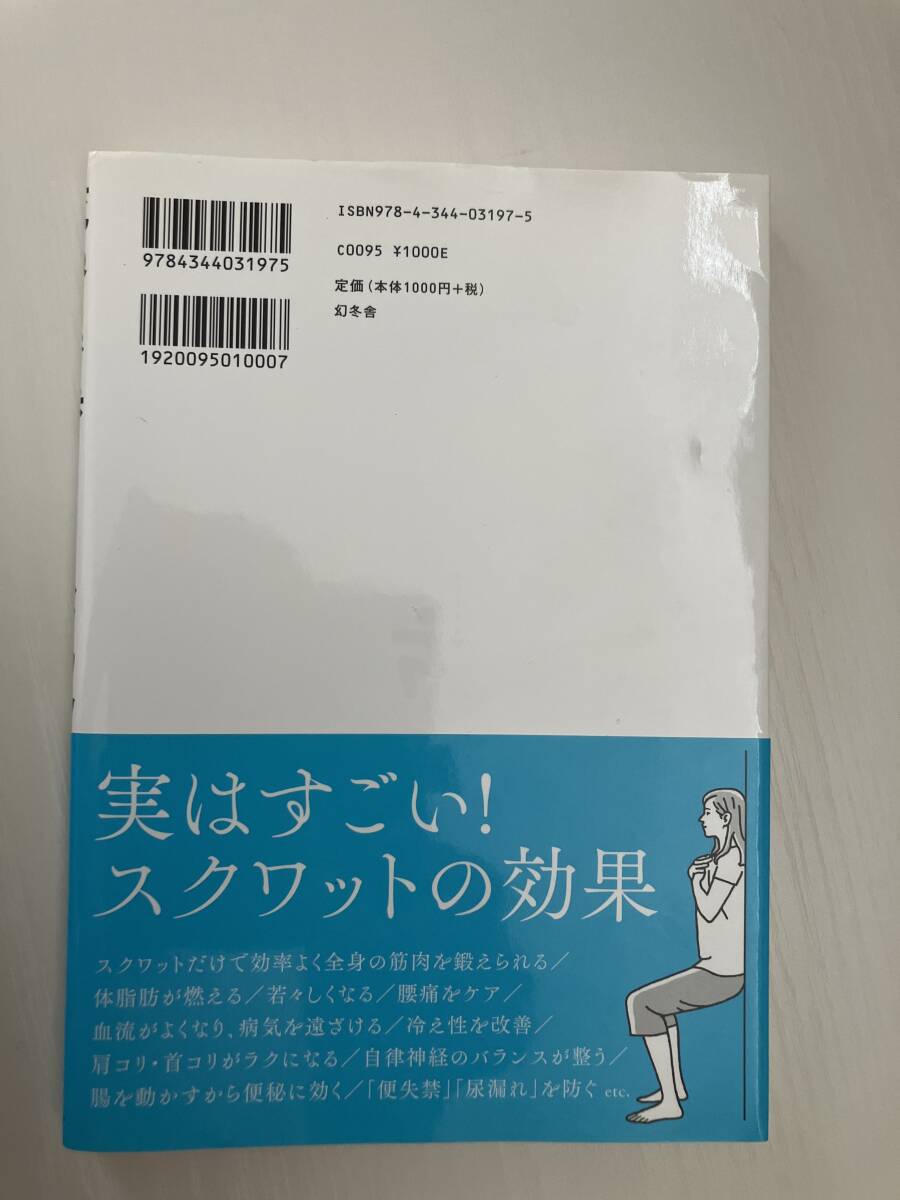 ISBN978-4-344-03197-5
C0095 ¥1000E
定価(本体1000円+税)
幻冬舎
9784344031975
1920095010007
実はすごい!
スクワットの効果
スクワットだけで効率よく全身の筋肉を鍛えられる/
体脂肪が燃える/若々しくなる/腰痛をケア/
血流がよくなり、病気を遠ざける/冷え性を改善/
肩コリ・首コリがラクになる/自律神経のバランスが整う/
腸を動かすから便秘に効く/「便失禁」「尿漏れ」を防ぐ etc.